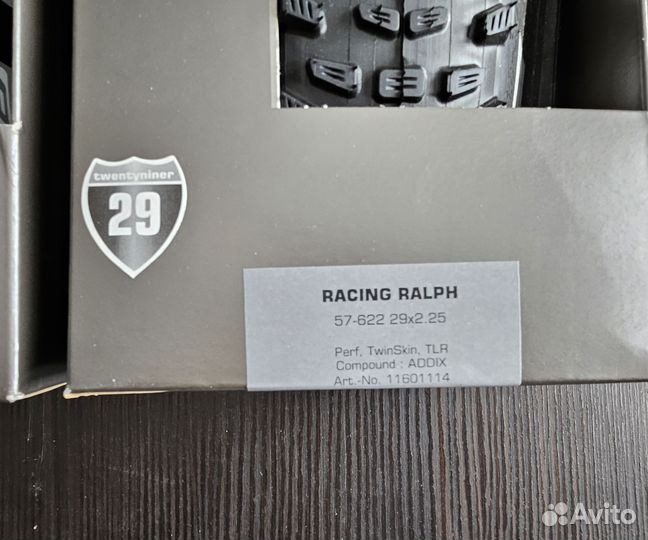 twentyniner
29
RACING RALPH
57-622 29x2.25
Perf, TwinSkin, TLR
Compound : ADDIX
Art.-No. 11601114
Avito